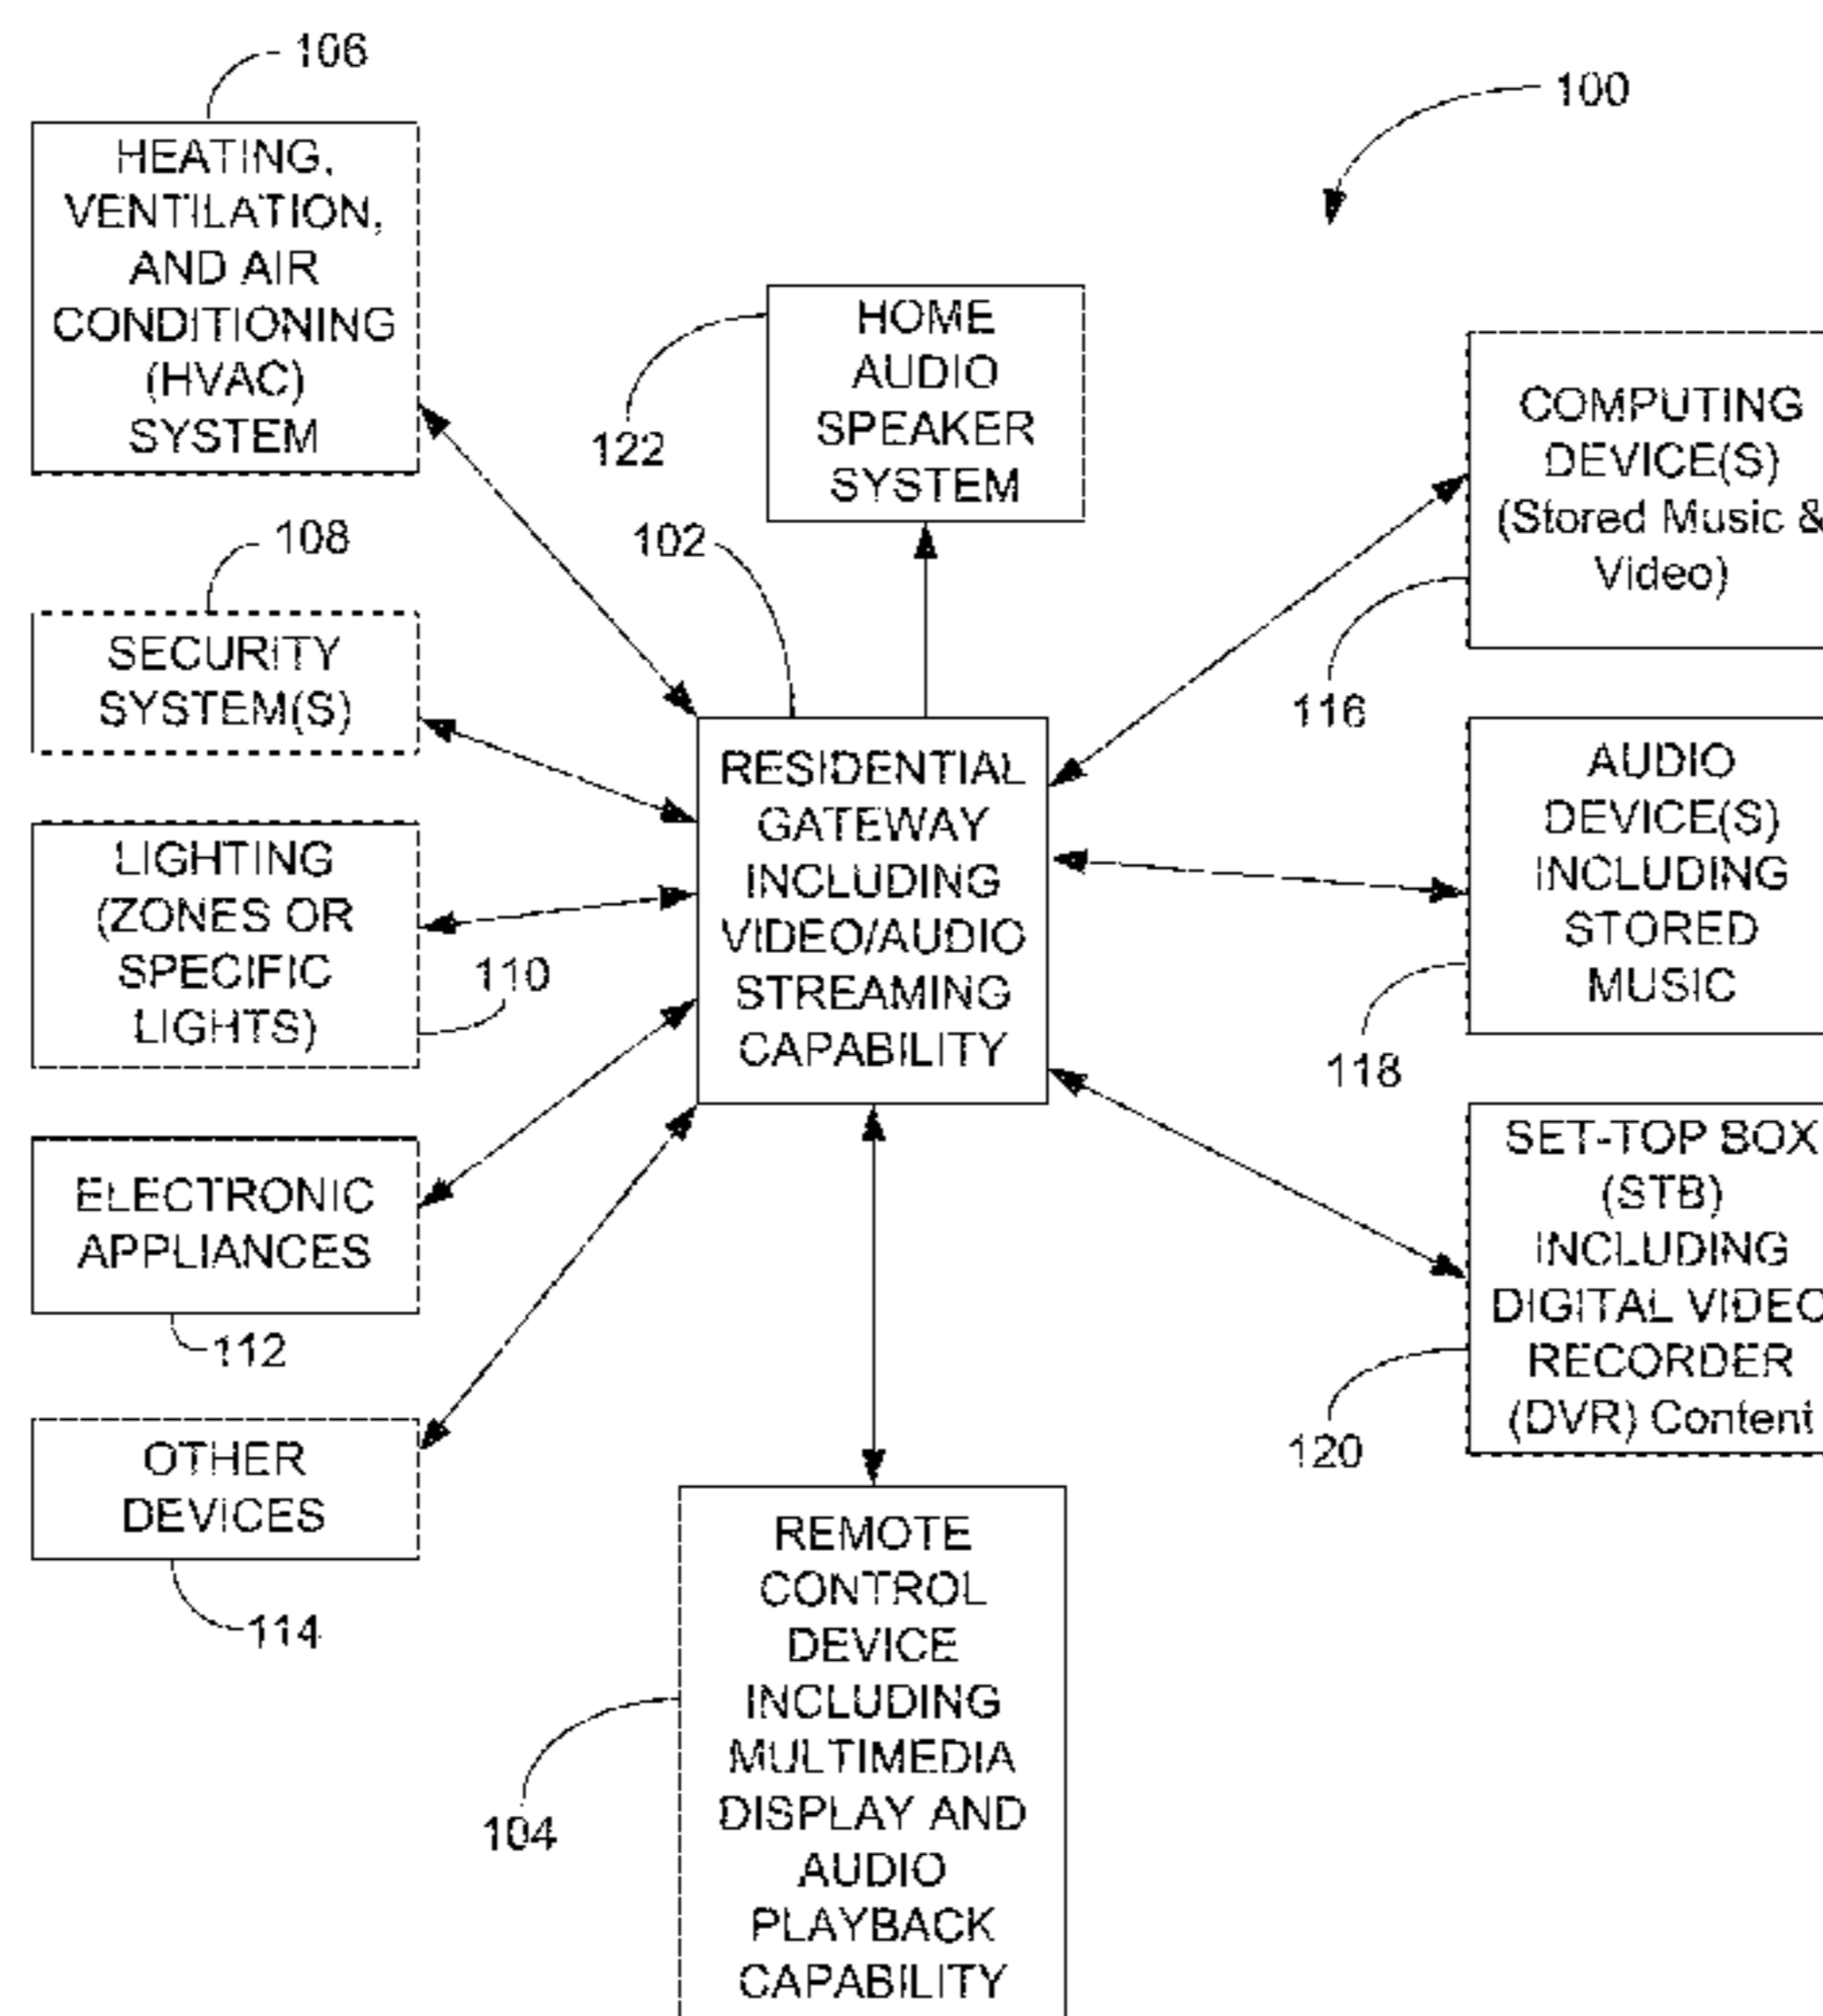 106
100
HEATING,
VENTILATION,
AND AIR
CONDITIONING
(HVAC)
SYSTEM
HOME
AUDIO
SPEAKER
SYSTEM
122
COMPUTING
DEVICE(S)
(Stored Music &
Video)
116
108
102
SECURITY
SYSTEM(S)
RESIDENTIAL
GATEWAY
INCLUDING
VIDEO/AUDIO
STREAMING
CAPABILITY
AUDIO
DEVICE(S)
INCLUDING
STORED
MUSIC
118
LIGHTING
(ZONES OR
SPECIFIC
LIGHTS)
110
ELECTRONIC
APPLIANCES
112
SET-TOP BOX
(STB)
INCLUDING
DIGITAL VIDEO
RECORDER
(DVR) Content
120
OTHER
DEVICES
114
REMOTE
CONTROL
DEVICE
INCLUDING
MULTIMEDIA
DISPLAY AND
AUDIO
PLAYBACK
CAPABILITY
104